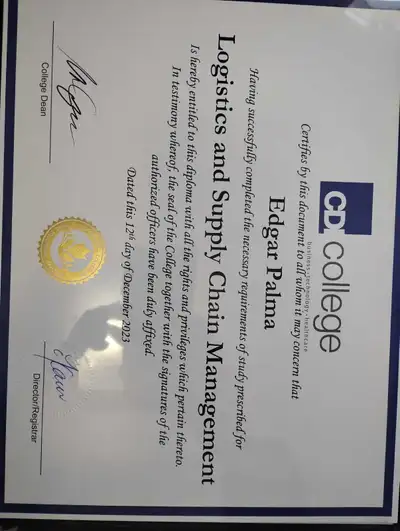 CDI college
business • technology • healthcare
Certifies by this document to all whom it may concern that
Edgar Palma
Having successfully completed the necessary requirements of study prescribed for
Logistics and Supply Chain Management
Is hereby entitled to this diploma with all the rights and privileges which pertain thereto.
In testimony whereof, the seal of the College together with the signatures of the
authorized officers have been duly affixed.
Dated this 12th day of December 2023
College Dean
Director/Registrar